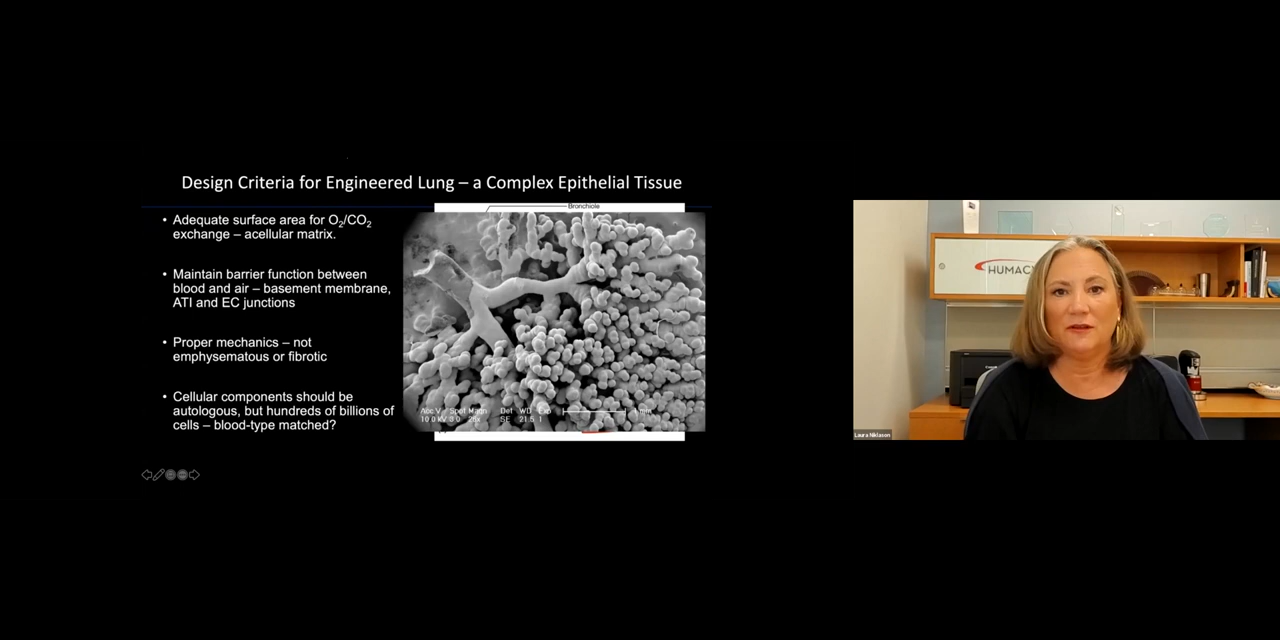 Design Criteria for Engineered Lung – a Complex Epithelial Tissue
Bronchiole
• Adequate surface area for O₂/CO₂
exchange – acellular matrix.
• Maintain barrier function between
blood and air – basement membrane,
ATI and EC junctions
• Proper mechanics – not
emphysematous or fibrotic
• Cellular components should be
autologous, but hundreds of billions of
cells – blood-type matched?
Acc.V Spot Magn Det WD Exp
10.0 kV 3.0 SE 21.5 1
HUMAC
Laura Niklason